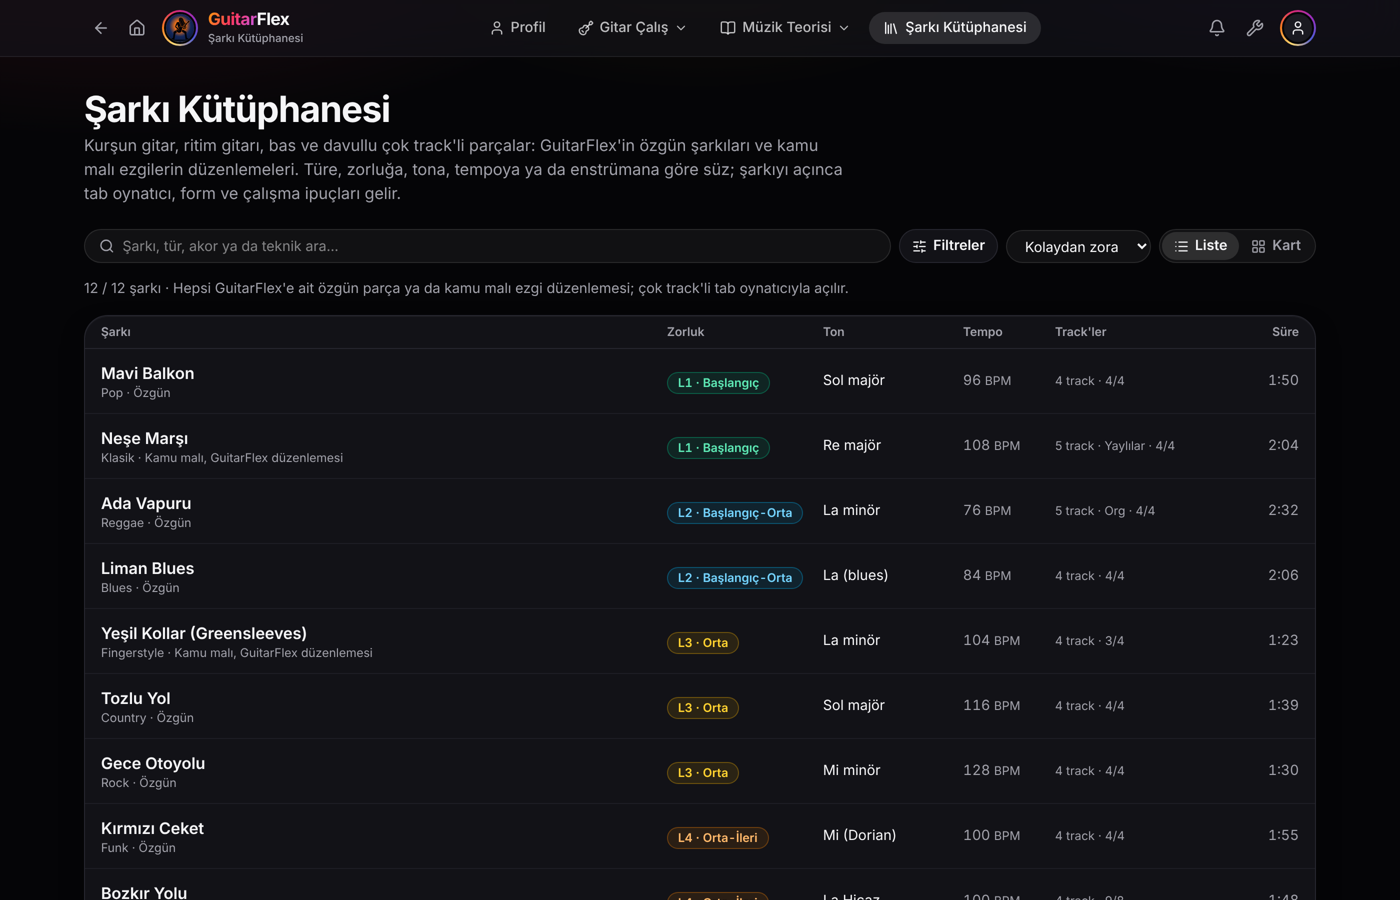 GuitarFlex
Şarkı Kütüphanesi
Profil
Gitar Çalış
Müzik Teorisi
Şarkı Kütüphanesi
Şarkı Kütüphanesi
Kurşun gitar, ritim gitarı, bas ve davullu çok track'li parçalar: GuitarFlex'in özgün şarkıları ve kamu
malı ezgilerin düzenlemeleri. Türe, zorluğa, tona, tempoya ya da enstrümana göre süz; şarkıyı açınca
tab oynatıcı, form ve çalışma ipuçları gelir.
Şarkı, tür, akor ya da teknik ara...
Filtreler
Kolaydan zora
Liste
Kart
12 / 12 şarkı · Hepsi GuitarFlex'e ait özgün parça ya da kamu malı ezgi düzenlemesi; çok track'li tab oynatıcıyla açılır.
Şarkı Zorluk Ton Tempo Track'ler Süre
Mavi Balkon
Pop · Özgün
L1 · Başlangıç Sol majör 96 BPM 4 track · 4/4 1:50
Neşe Marşı
Klasik · Kamu malı, GuitarFlex düzenlemesi
L1 · Başlangıç Re majör 108 BPM 5 track · Yaylılar · 4/4 2:04
Ada Vapuru
Reggae · Özgün
L2 · Başlangıç-Orta La minör 76 BPM 5 track · Org · 4/4 2:32
Liman Blues
Blues · Özgün
L2 · Başlangıç-Orta La (blues) 84 BPM 4 track · 4/4 2:06
Yeşil Kollar (Greensleeves)
Fingerstyle · Kamu malı, GuitarFlex düzenlemesi
L3 · Orta La minör 104 BPM 4 track · 3/4 1:23
Tozlu Yol
Country · Özgün
L3 · Orta Sol majör 116 BPM 4 track · 4/4 1:39
Gece Otoyolu
Rock · Özgün
L3 · Orta Mi minör 128 BPM 4 track · 4/4 1:30
Kırmızı Ceket
Funk · Özgün
L4 · Orta-İleri Mi (Dorian) 100 BPM 4 track · 4/4 1:55
Bozkır Yolu